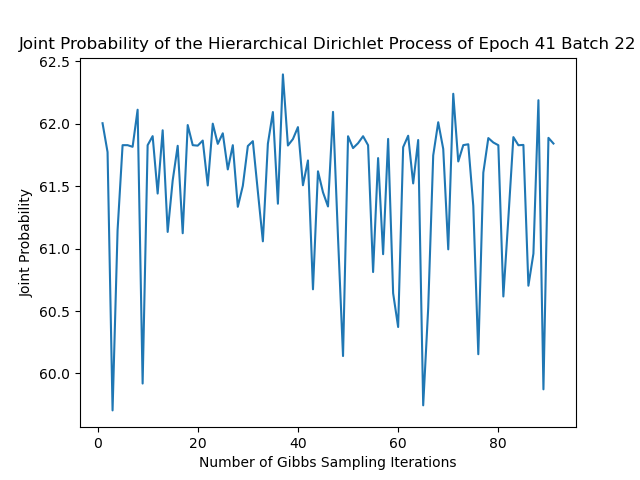 Joint Probability of the Hierarchical Dirichlet Process of Epoch 41 Batch 22
62.5
62.0
61.5
61.0
60.5
60.0
Joint Probability
0 20 40 60 80
Number of Gibbs Sampling Iterations